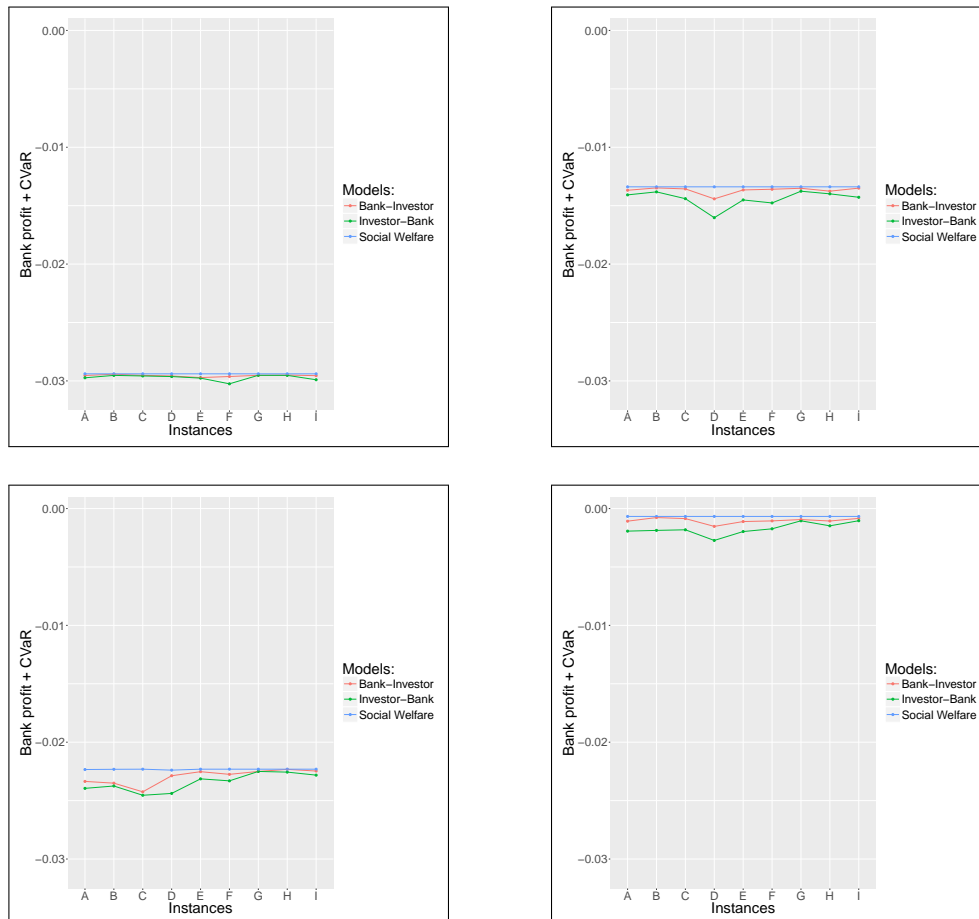 0.00
−0.01
−0.02
−0.03
Bank profit + CVaR
A B C D E F G H I
Instances
Models:
Bank−Investor
Investor−Bank
Social Welfare
0.00
−0.01
−0.02
−0.03
Bank profit + CVaR
A B C D E F G H I
Instances
Models:
Bank−Investor
Investor−Bank
Social Welfare
0.00
−0.01
−0.02
−0.03
Bank profit + CVaR
A B C D E F G H I
Instances
Models:
Bank−Investor
Investor−Bank
Social Welfare
0.00
−0.01
−0.02
−0.03
Bank profit + CVaR
A B C D E F G H I
Instances
Models:
Bank−Investor
Investor−Bank
Social Welfare